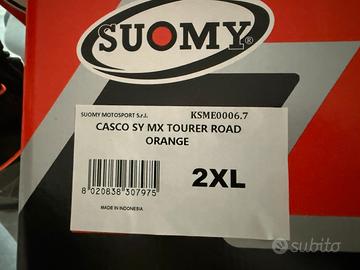 SUOMY
SUOMY MOTOSPORT S.r.l.
KSME0006.7
CASCO SY MX TOURER ROAD
ORANGE
8 020838 307975
2XL
MADE IN INDONESIA
subito